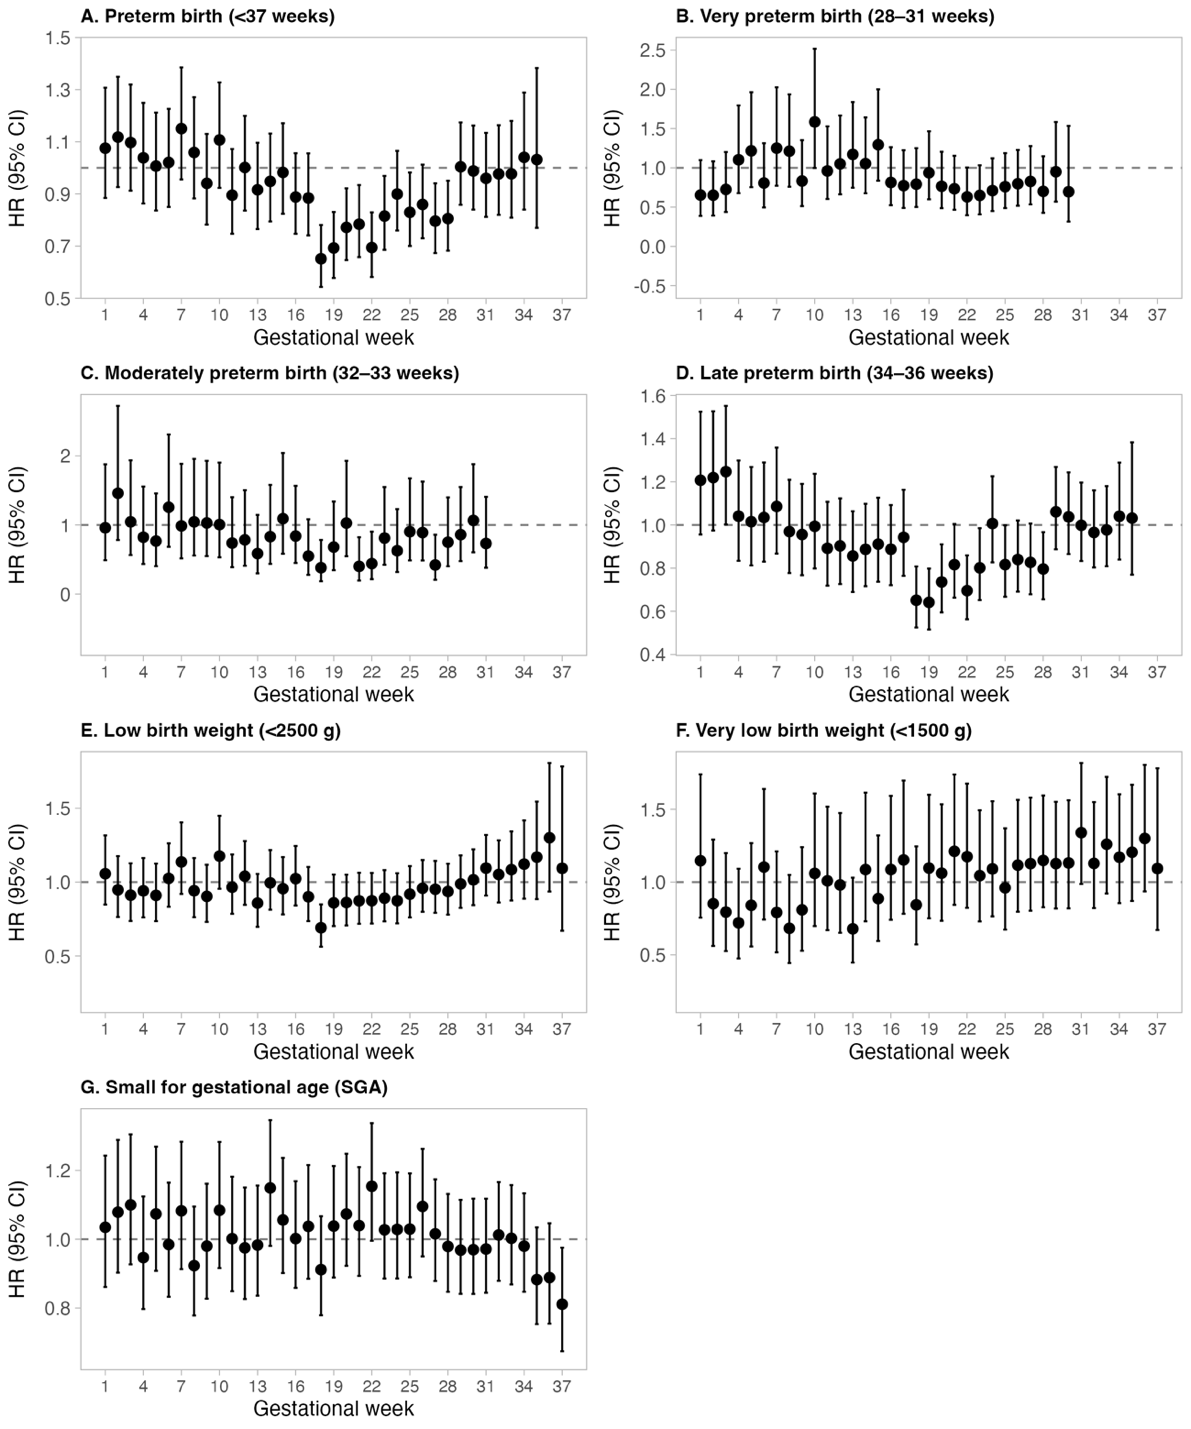 A. Preterm birth (<37 weeks)
HR (95% CI)
1.5
1.3
1.1
0.9
0.7
0.5
1 4 7 10 13 16 19 22 25 28 31 34 37
Gestational week
B. Very preterm birth (28–31 weeks)
HR (95% CI)
2.5
2.0
1.5
1.0
0.5
0.0
-0.5
1 4 7 10 13 16 19 22 25 28 31 34 37
Gestational week
C. Moderately preterm birth (32–33 weeks)
HR (95% CI)
2
1
0
1 4 7 10 13 16 19 22 25 28 31 34 37
Gestational week
D. Late preterm birth (34–36 weeks)
HR (95% CI)
1.6
1.4
1.2
1.0
0.8
0.6
0.4
1 4 7 10 13 16 19 22 25 28 31 34 37
Gestational week
E. Low birth weight (<2500 g)
HR (95% CI)
1.5
1.0
0.5
1 4 7 10 13 16 19 22 25 28 31 34 37
Gestational week
F. Very low birth weight (<1500 g)
HR (95% CI)
1.5
1.0
0.5
1 4 7 10 13 16 19 22 25 28 31 34 37
Gestational week
G. Small for gestational age (SGA)
HR (95% CI)
1.2
1.0
0.8
1 4 7 10 13 16 19 22 25 28 31 34 37
Gestational week